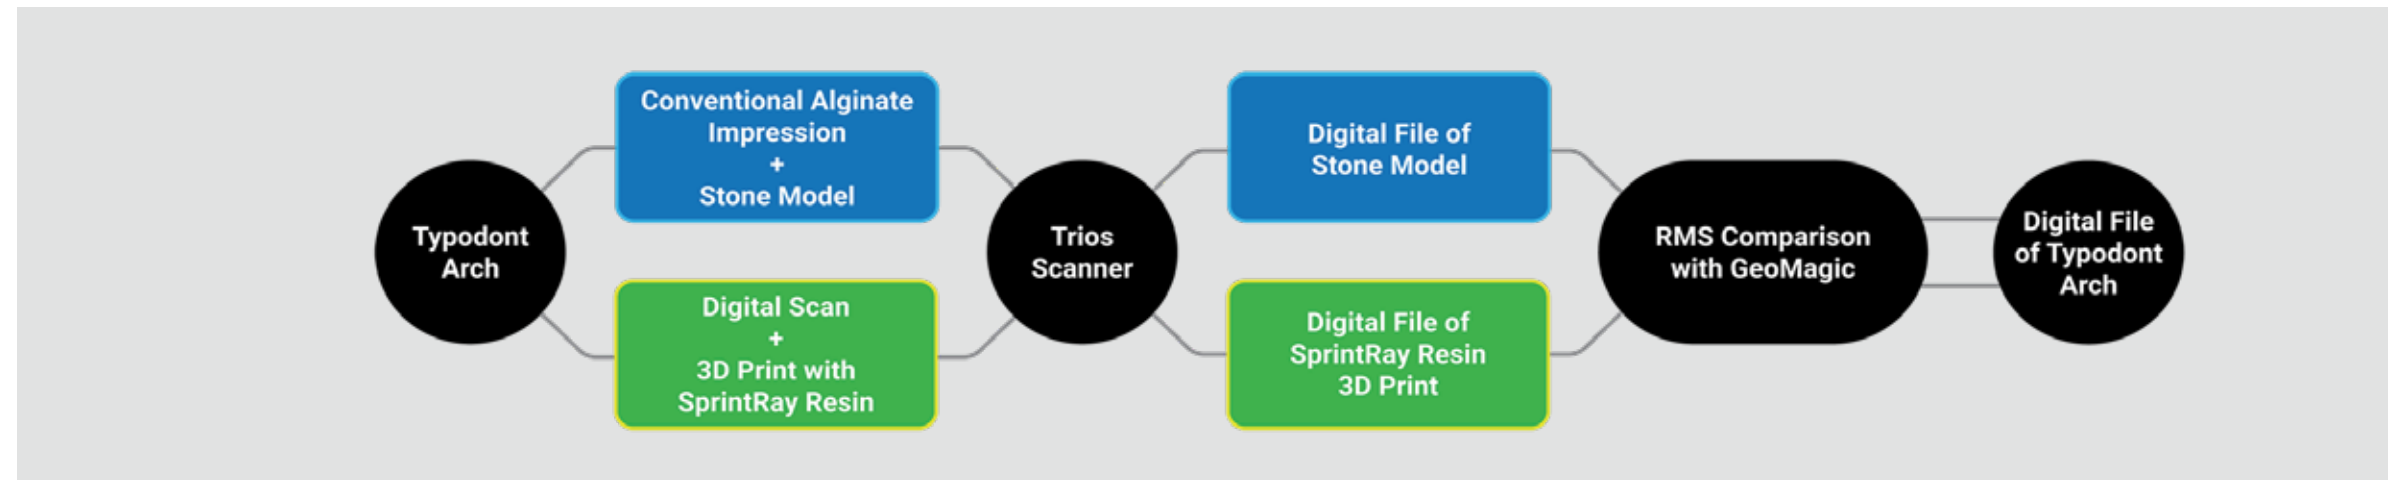 Typodont
Arch
Conventional Alginate
Impression
+
Stone Model
Digital Scan
+
3D Print with
SprintRay Resin
Trios
Scanner
Digital File of
Stone Model
Digital File of
SprintRay Resin
3D Print
RMS Comparison
with GeoMagic
Digital File
of Typodont
Arch